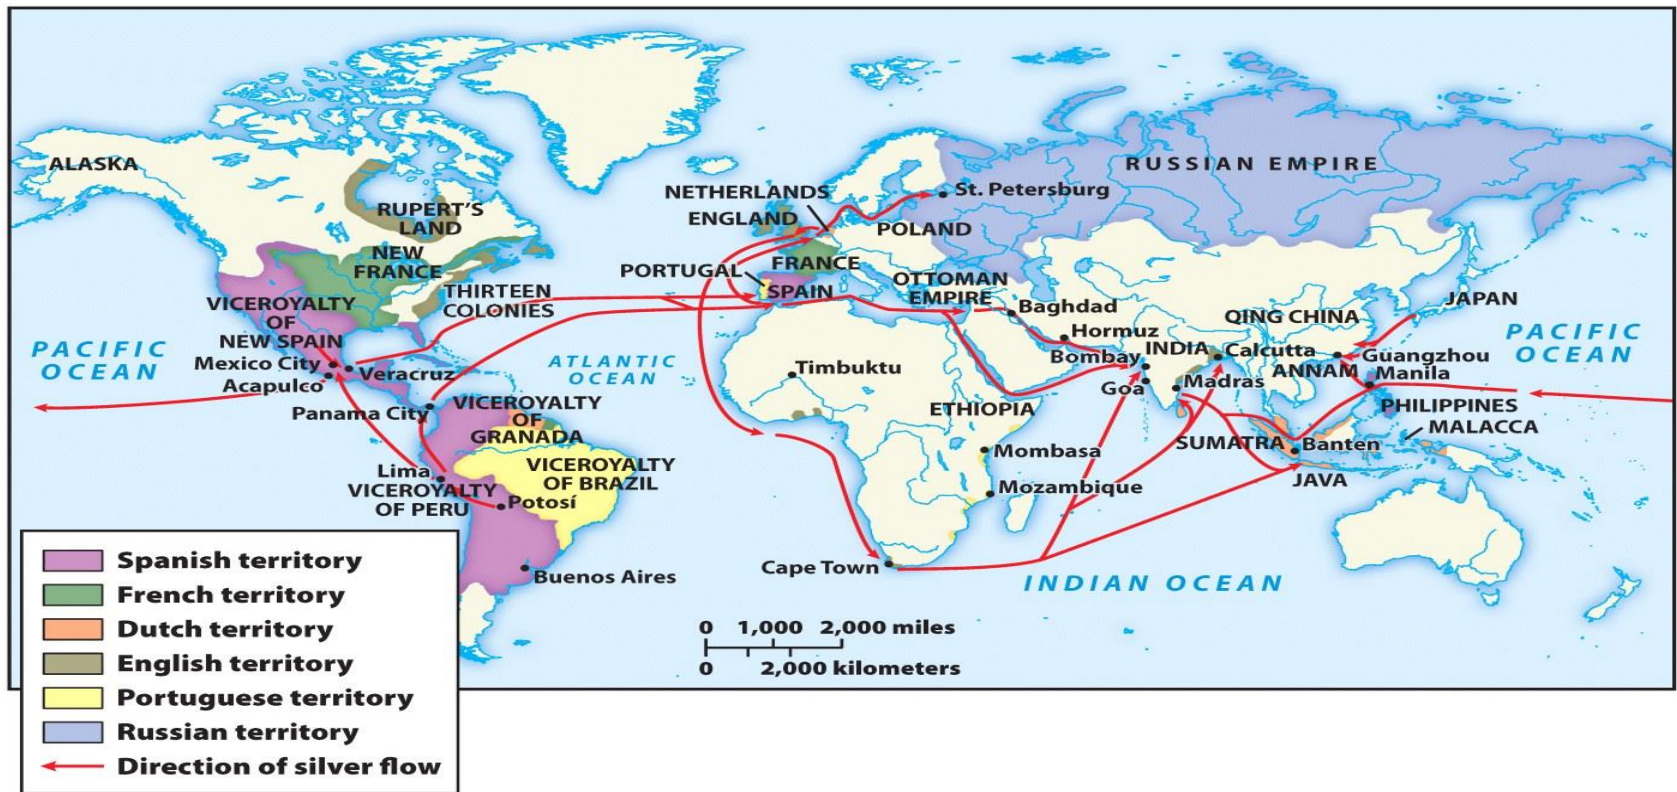 ALASKA
RUPERT'S
LAND
NEW
FRANCE
THIRTEEN
COLONIES
VICEROYALTY
OF
NEW SPAIN
Mexico City
Acapulco
Veracruz
Panama City
PACIFIC
OCEAN
ATLANTIC
OCEAN
VICEROYALTY
OF
GRANADA
VICEROYALTY
OF BRAZIL
Lima
VICEROYALTY
OF PERU
Potosí
Buenos Aires
NETHERLANDS
ENGLAND
PORTUGAL
SPAIN
FRANCE
POLAND
St. Petersburg
RUSSIAN EMPIRE
OTTOMAN
EMPIRE
Baghdad
Hormuz
Timbuktu
ETHIOPIA
Mombasa
Mozambique
Cape Town
Bombay
INDIA
Goa
Madras
Calcutta
QING CHINA
JAPAN
Guangzhou
ANNAM
Manila
PHILIPPINES
MALACCA
SUMATRA
Banten
JAVA
PACIFIC
OCEAN
INDIAN OCEAN
0 1,000 2,000 miles
0 2,000 kilometers
Spanish territory
French territory
Dutch territory
English territory
Portuguese territory
Russian territory
Direction of silver flow